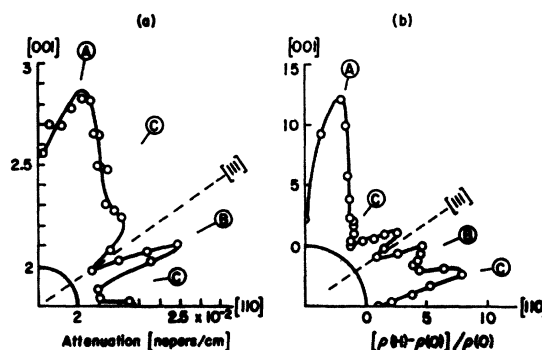 (a)
(b)
[001]
A
[001]
A
3
2.5
2
C
[111]
B
C
2
2.5 x 10⁻²
[110]
Attenuation [nepers/cm]
15
10
5
0
C
[111]
B
C
0
5
10
[110]
[ρ(H)-ρ(0)]/ρ(0)